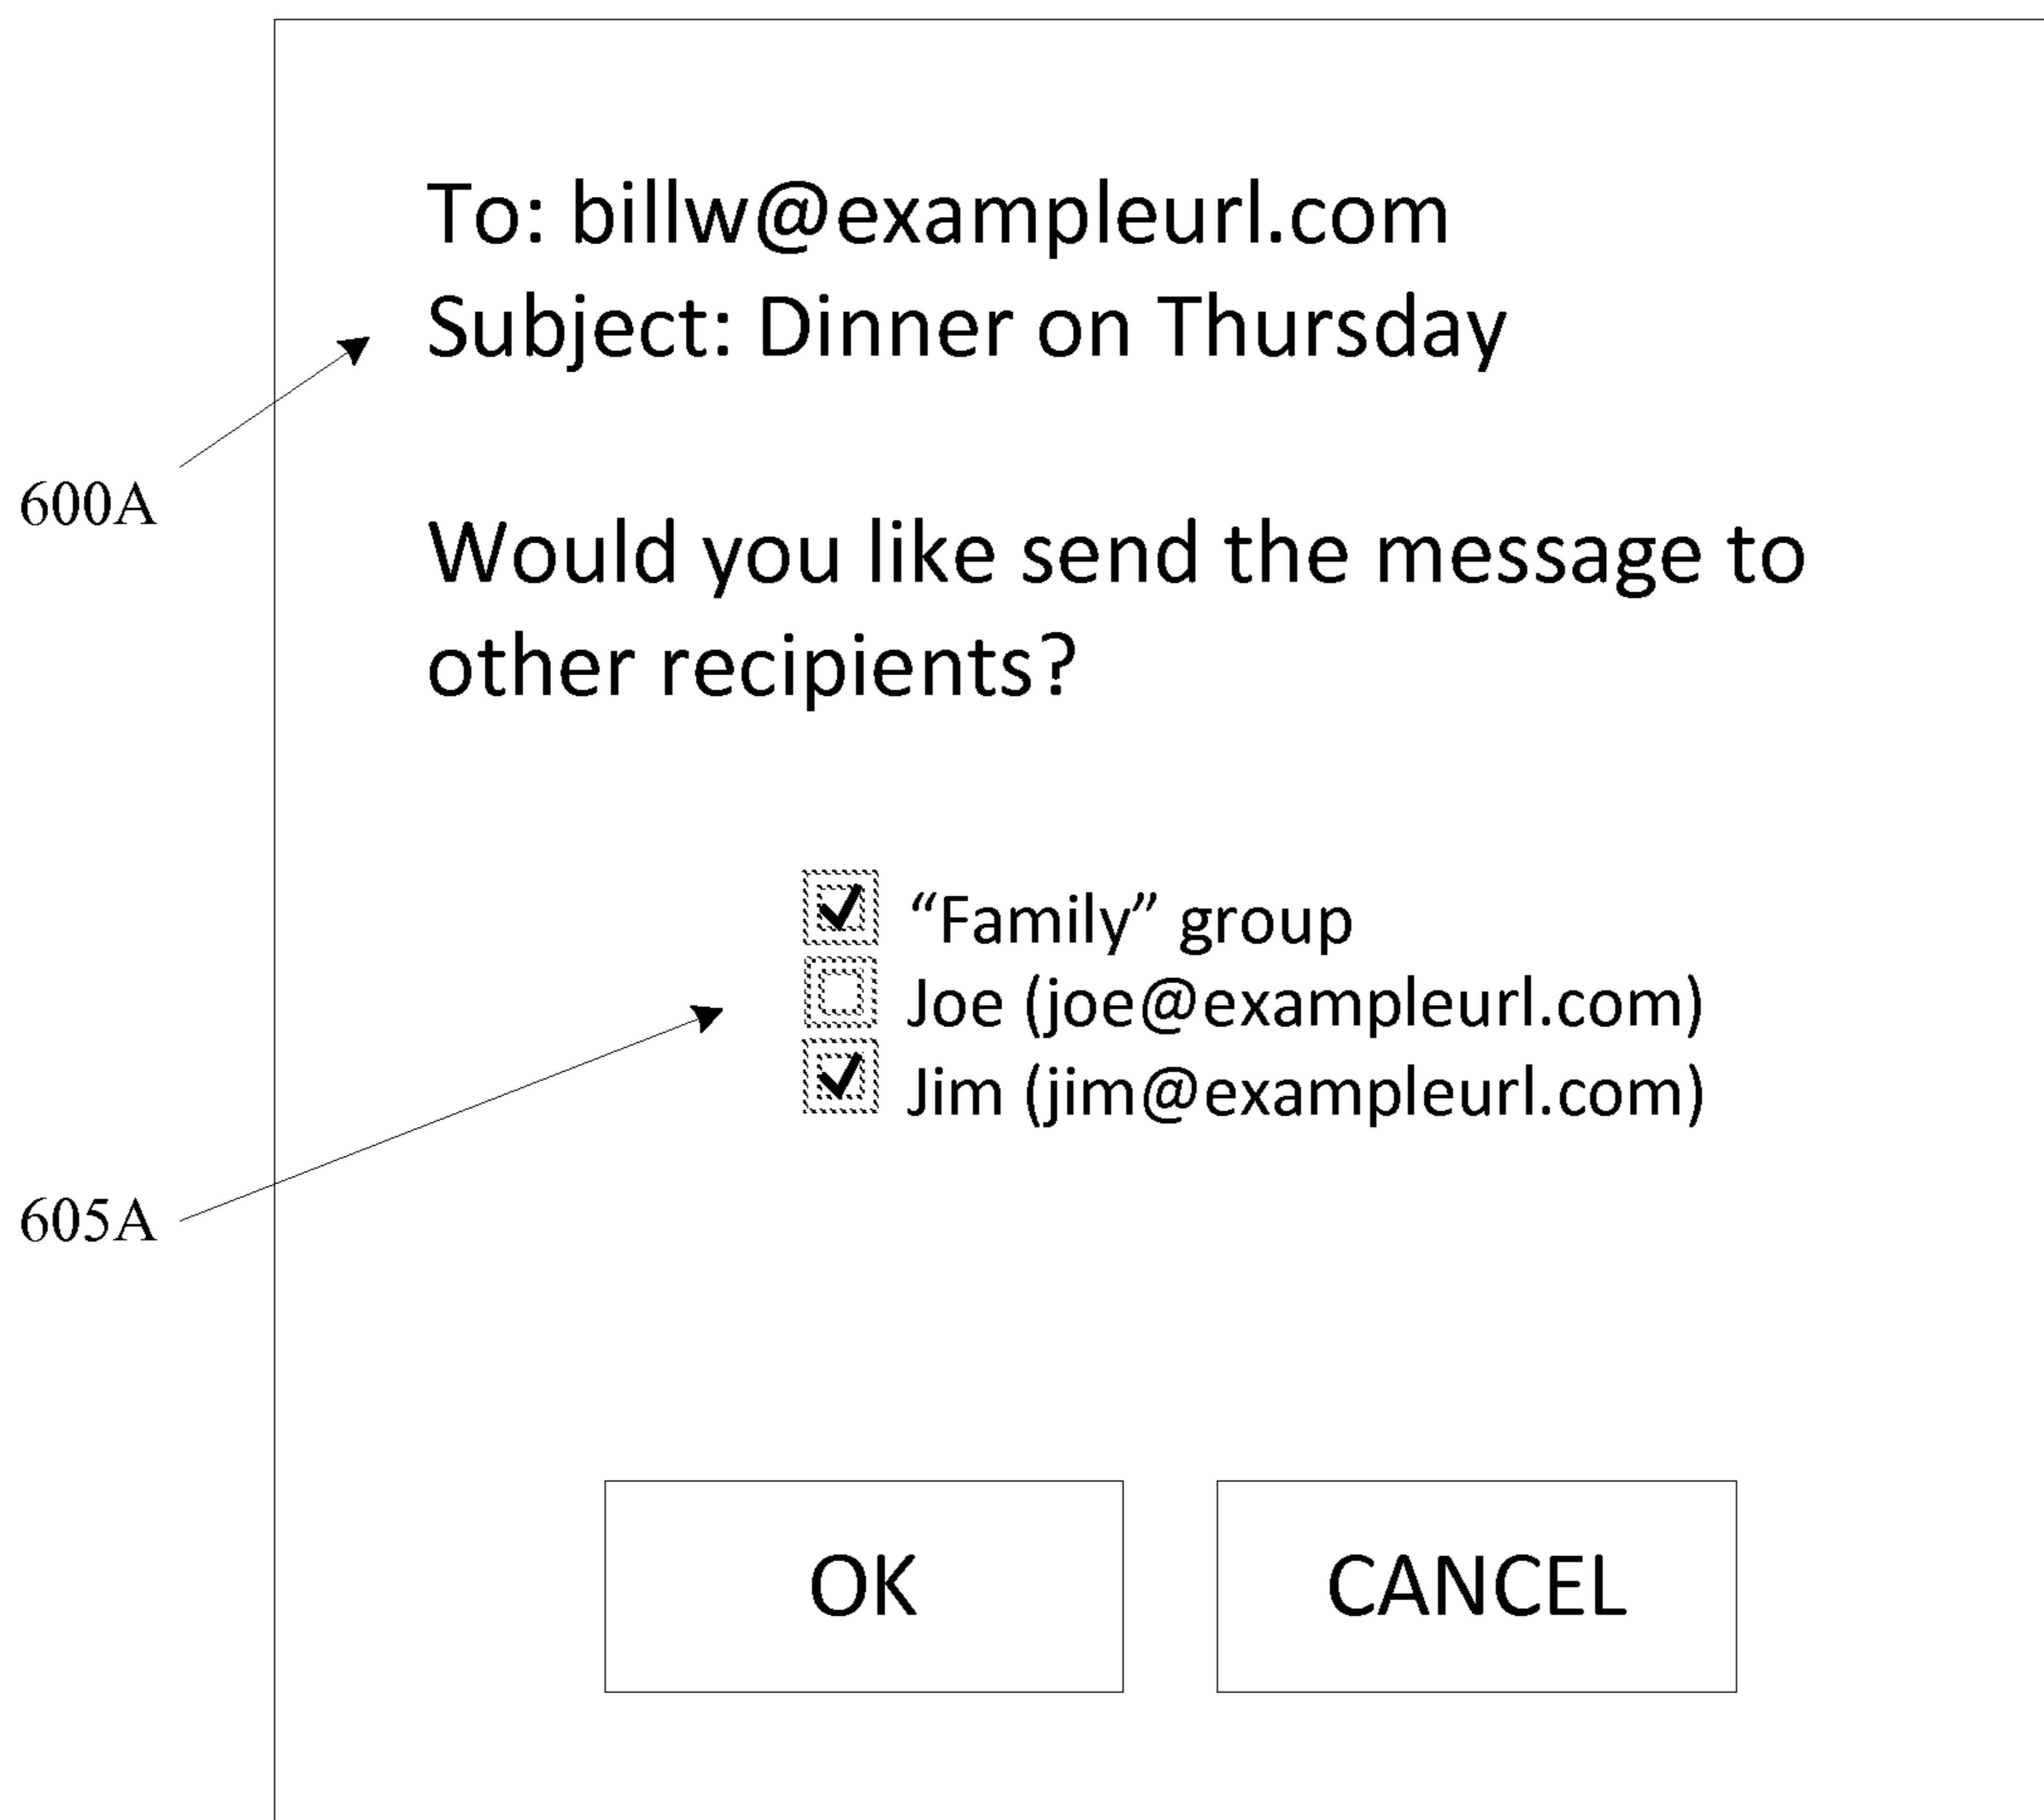 To: billw@exampleurl.com
Subject: Dinner on Thursday
600A
Would you like send the message to
other recipients?
“Family” group
Joe (joe@exampleurl.com)
Jim (jim@exampleurl.com)
605A
OK
CANCEL